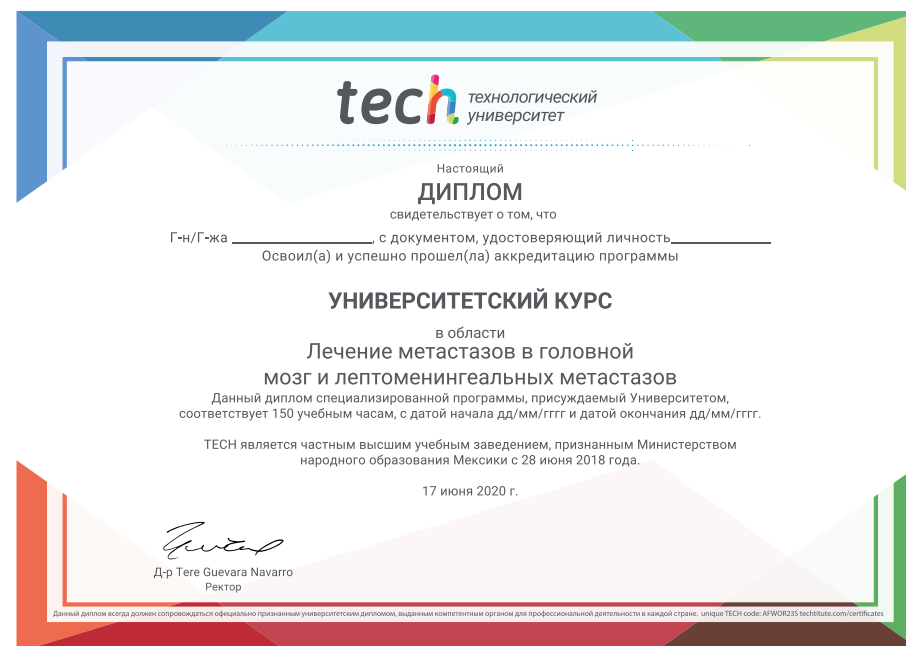 tech технологический
университет
Настоящий
ДИПЛОМ
свидетельствует о том, что
Г-н/Г-жа ____________________, с документом, удостоверяющий личность______________
Освоил(а) и успешно прошел(ла) аккредитацию программы
УНИВЕРСИТЕТСКИЙ КУРС
в области
Лечение метастазов в головной
мозг и лептоменингеальных метастазов
Данный диплом специализированной программы, присуждаемый Университетом,
соответствует 150 учебным часам, с датой начала дд/мм/гггг и датой окончания дд/мм/гггг.
TECH является частным высшим учебным заведением, признанным Министерством
народного образования Мексики с 28 июня 2018 года.
17 июня 2020 г.
Д-р Tere Guevara Navarro
Ректор
Данный диплом всегда должен сопровождаться официально признанным университетским дипломом, выданным компетентным органом для профессиональной деятельности в каждой стране. unique TECH code: AFWOR23S techtitute.com/certificates